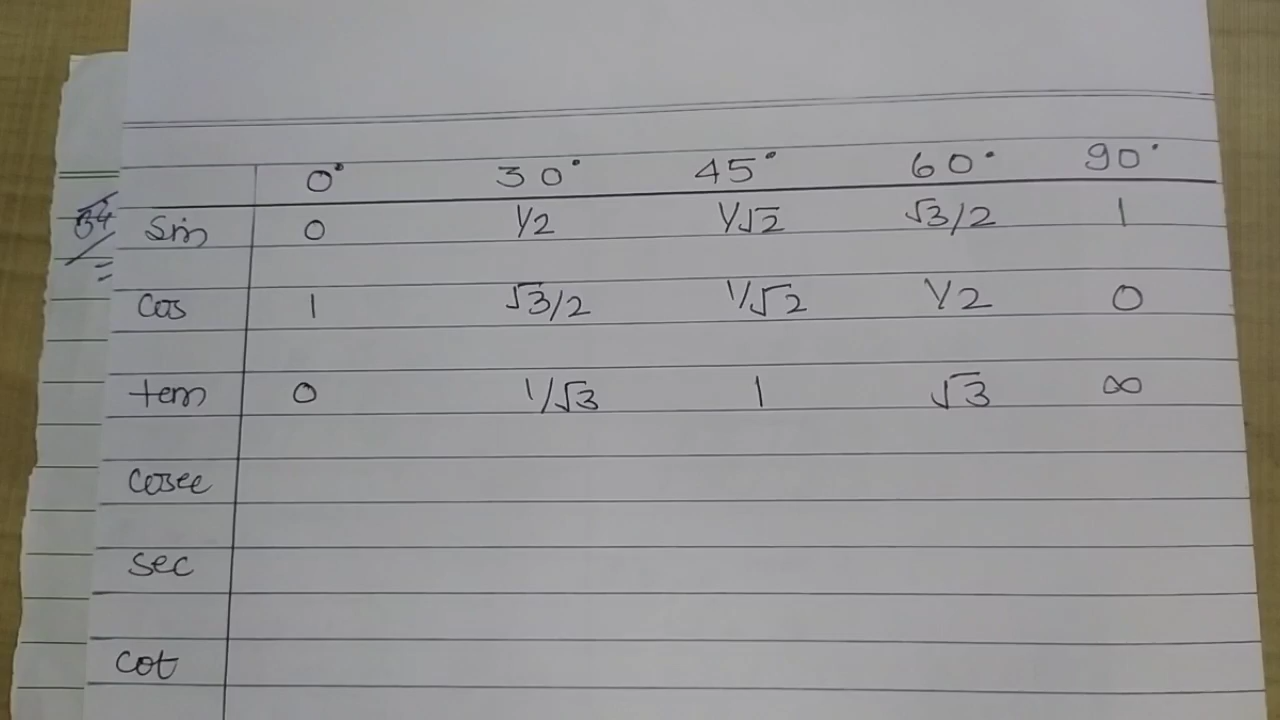 0° 30° 45° 60° 90°
Sin 0 1/2 1/√2 √3/2 1
Cos 1 √3/2 1/√2 1/2 0
tan 0 1/√3 1 √3 ∞
Cosec
Sec
Cot